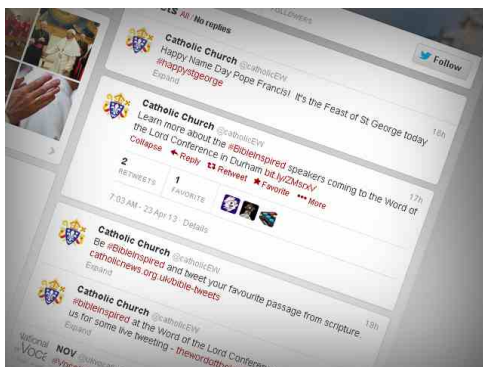 FOLLOWERS
All / No replies
Follow
Catholic Church @catholicEW 16h
Happy Name Day Pope Francis! It's the Feast of St George today
#happystgeorge
Expand
Catholic Church @catholicEW 17h
Learn more about the #BibleInspired speakers coming to the Word of
the Lord Conference in Durham bit.ly/ZMsrxV
Collapse Reply Retweet Favorite More
2 RETWEETS 1 FAVORITE
7:03 AM - 23 Apr 13 · Details
Catholic Church @catholicEW 18h
Be #BibleInspired and tweet your favourite passage from scripture.
catholicnews.org.uk/bible-tweets
Expand
Catholic Church @catholicEW
#bibleinspired at the Word of the Lord
us for some live tweeting -
Expand
NOV